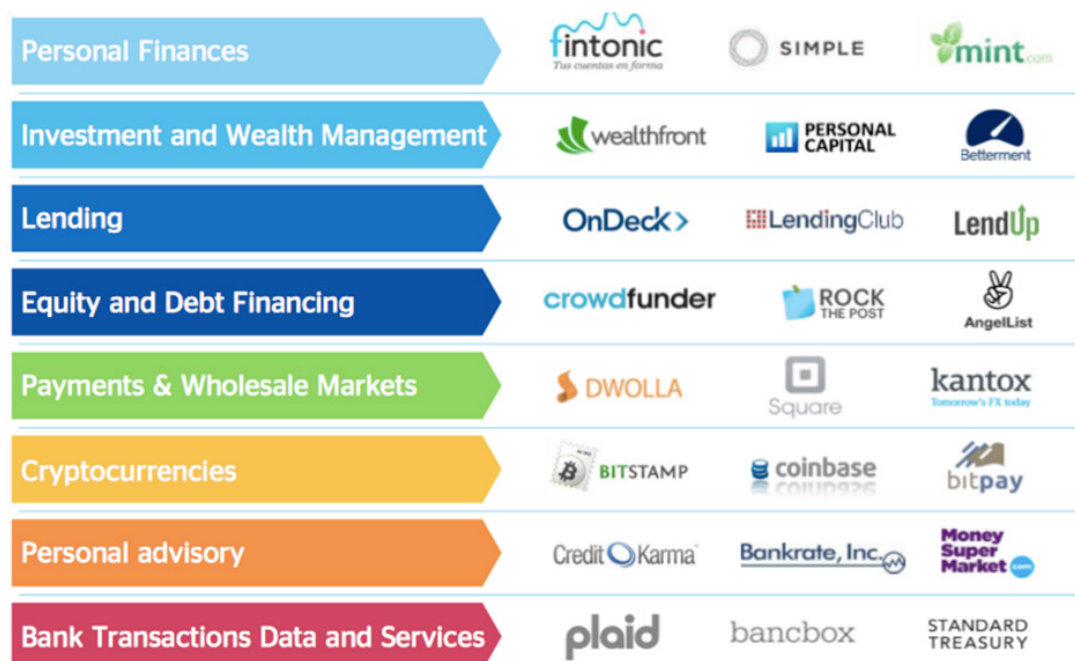 Personal Finances
fintonic
Tus cuentas en forma
SIMPLE
mint.com
Investment and Wealth Management
wealthfront
PERSONAL
CAPITAL
Betterment
Lending
OnDeck
LendingClub
LendUp
Equity and Debt Financing
crowdfunder
ROCK
THE POST
AngelList
Payments & Wholesale Markets
DWOLLA
Square
kantox
Tomorrow's FX today
Cryptocurrencies
BITSTAMP
coinbase
bitpay
Personal advisory
Credit Karma
Bankrate, Inc.
Money
Super
Market.com
Bank Transactions Data and Services
plaid
bancbox
STANDARD
TREASURY